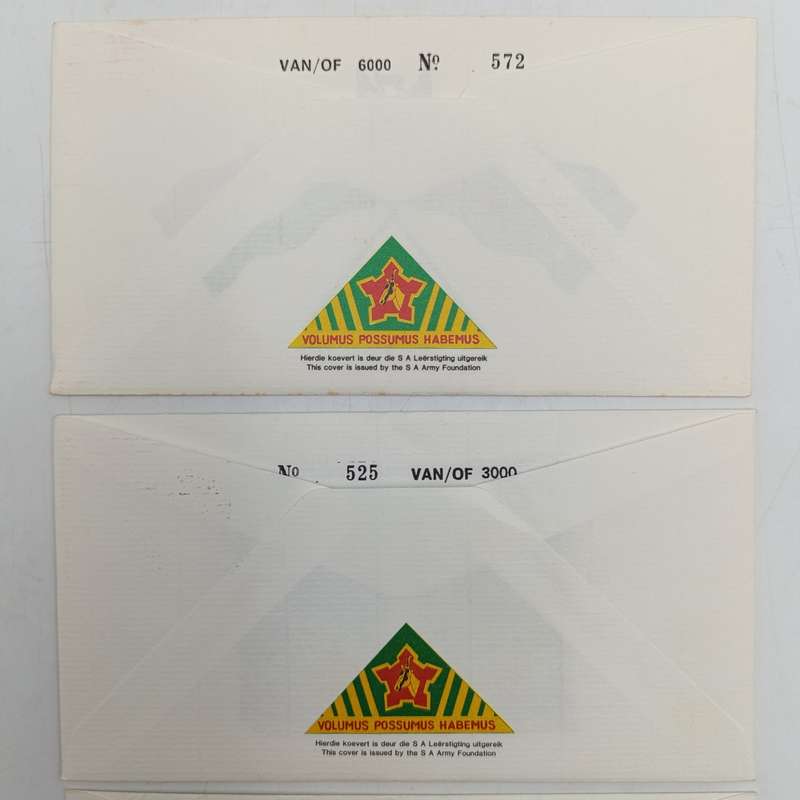 VAN/OF 6000 No. 572
VOLUMUS POSSUMUS HABEMUS
Hierdie koevert is deur die S A Leërstigting uitgereik
This cover is issued by the S A Army Foundation
No 525 VAN/OF 3000
VOLUMUS POSSUMUS HABEMUS
Hierdie koevert is deur die S A Leërstigting uitgereik
This cover is issued by the S A Army Foundation